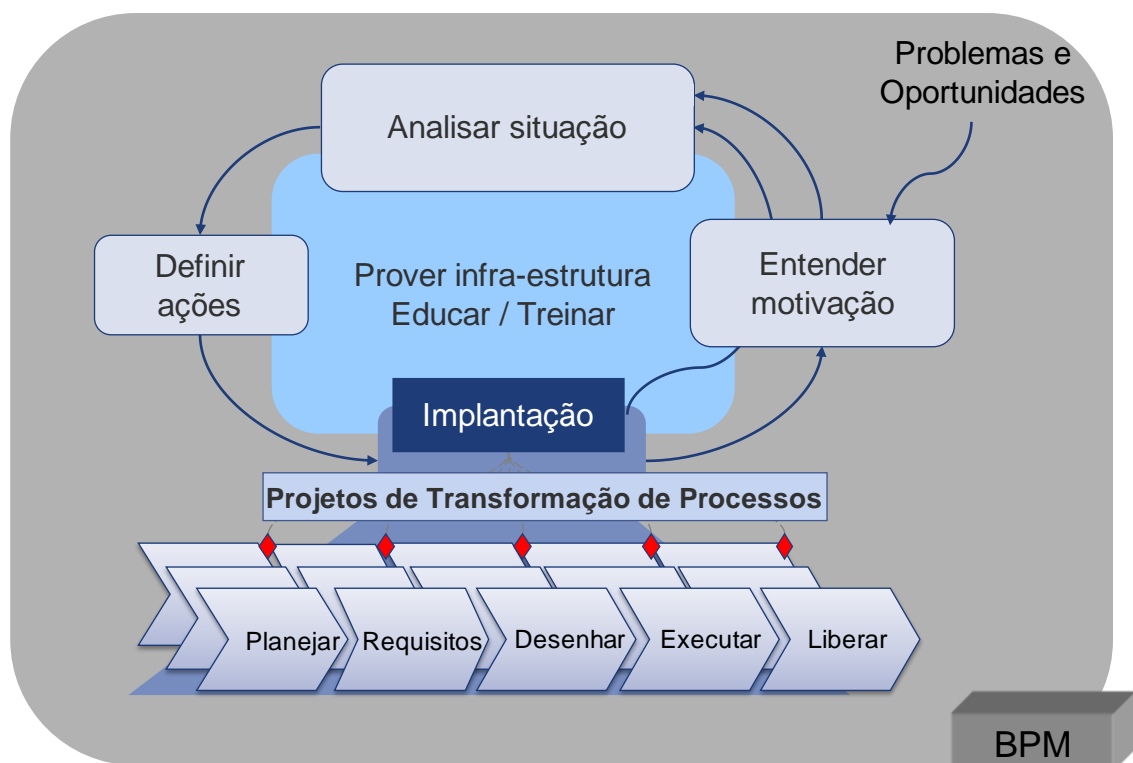 Problemas e
Oportunidades
Analisar situação
Definir
ações
Prover infra-estrutura
Educar / Treinar
Entender
motivação
Implantação
Projetos de Transformação de Processos
Planejar
Requisitos
Desenhar
Executar
Liberar
BPM